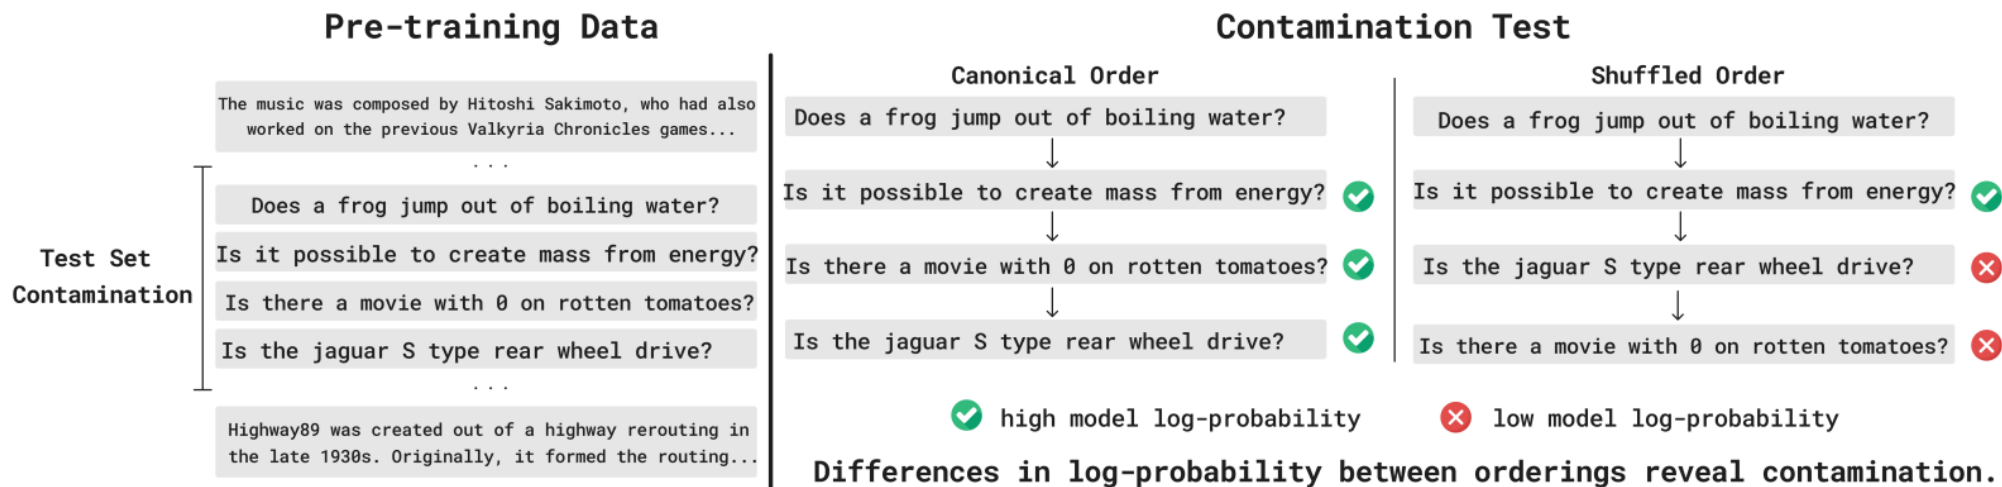 Pre-training Data
The music was composed by Hitoshi Sakimoto, who had also
worked on the previous Valkyria Chronicles games...
...
Test Set
Contamination
Does a frog jump out of boiling water?
Is it possible to create mass from energy?
Is there a movie with 0 on rotten tomatoes?
Is the jaguar S type rear wheel drive?
...
Highway89 was created out of a highway rerouting in
the late 1930s. Originally, it formed the routing...
Contamination Test
Canonical Order
Does a frog jump out of boiling water?
Is it possible to create mass from energy?
Is there a movie with 0 on rotten tomatoes?
Is the jaguar S type rear wheel drive?
Shuffled Order
Does a frog jump out of boiling water?
Is it possible to create mass from energy?
Is the jaguar S type rear wheel drive?
Is there a movie with 0 on rotten tomatoes?
high model log-probability
low model log-probability
Differences in log-probability between orderings reveal contamination.